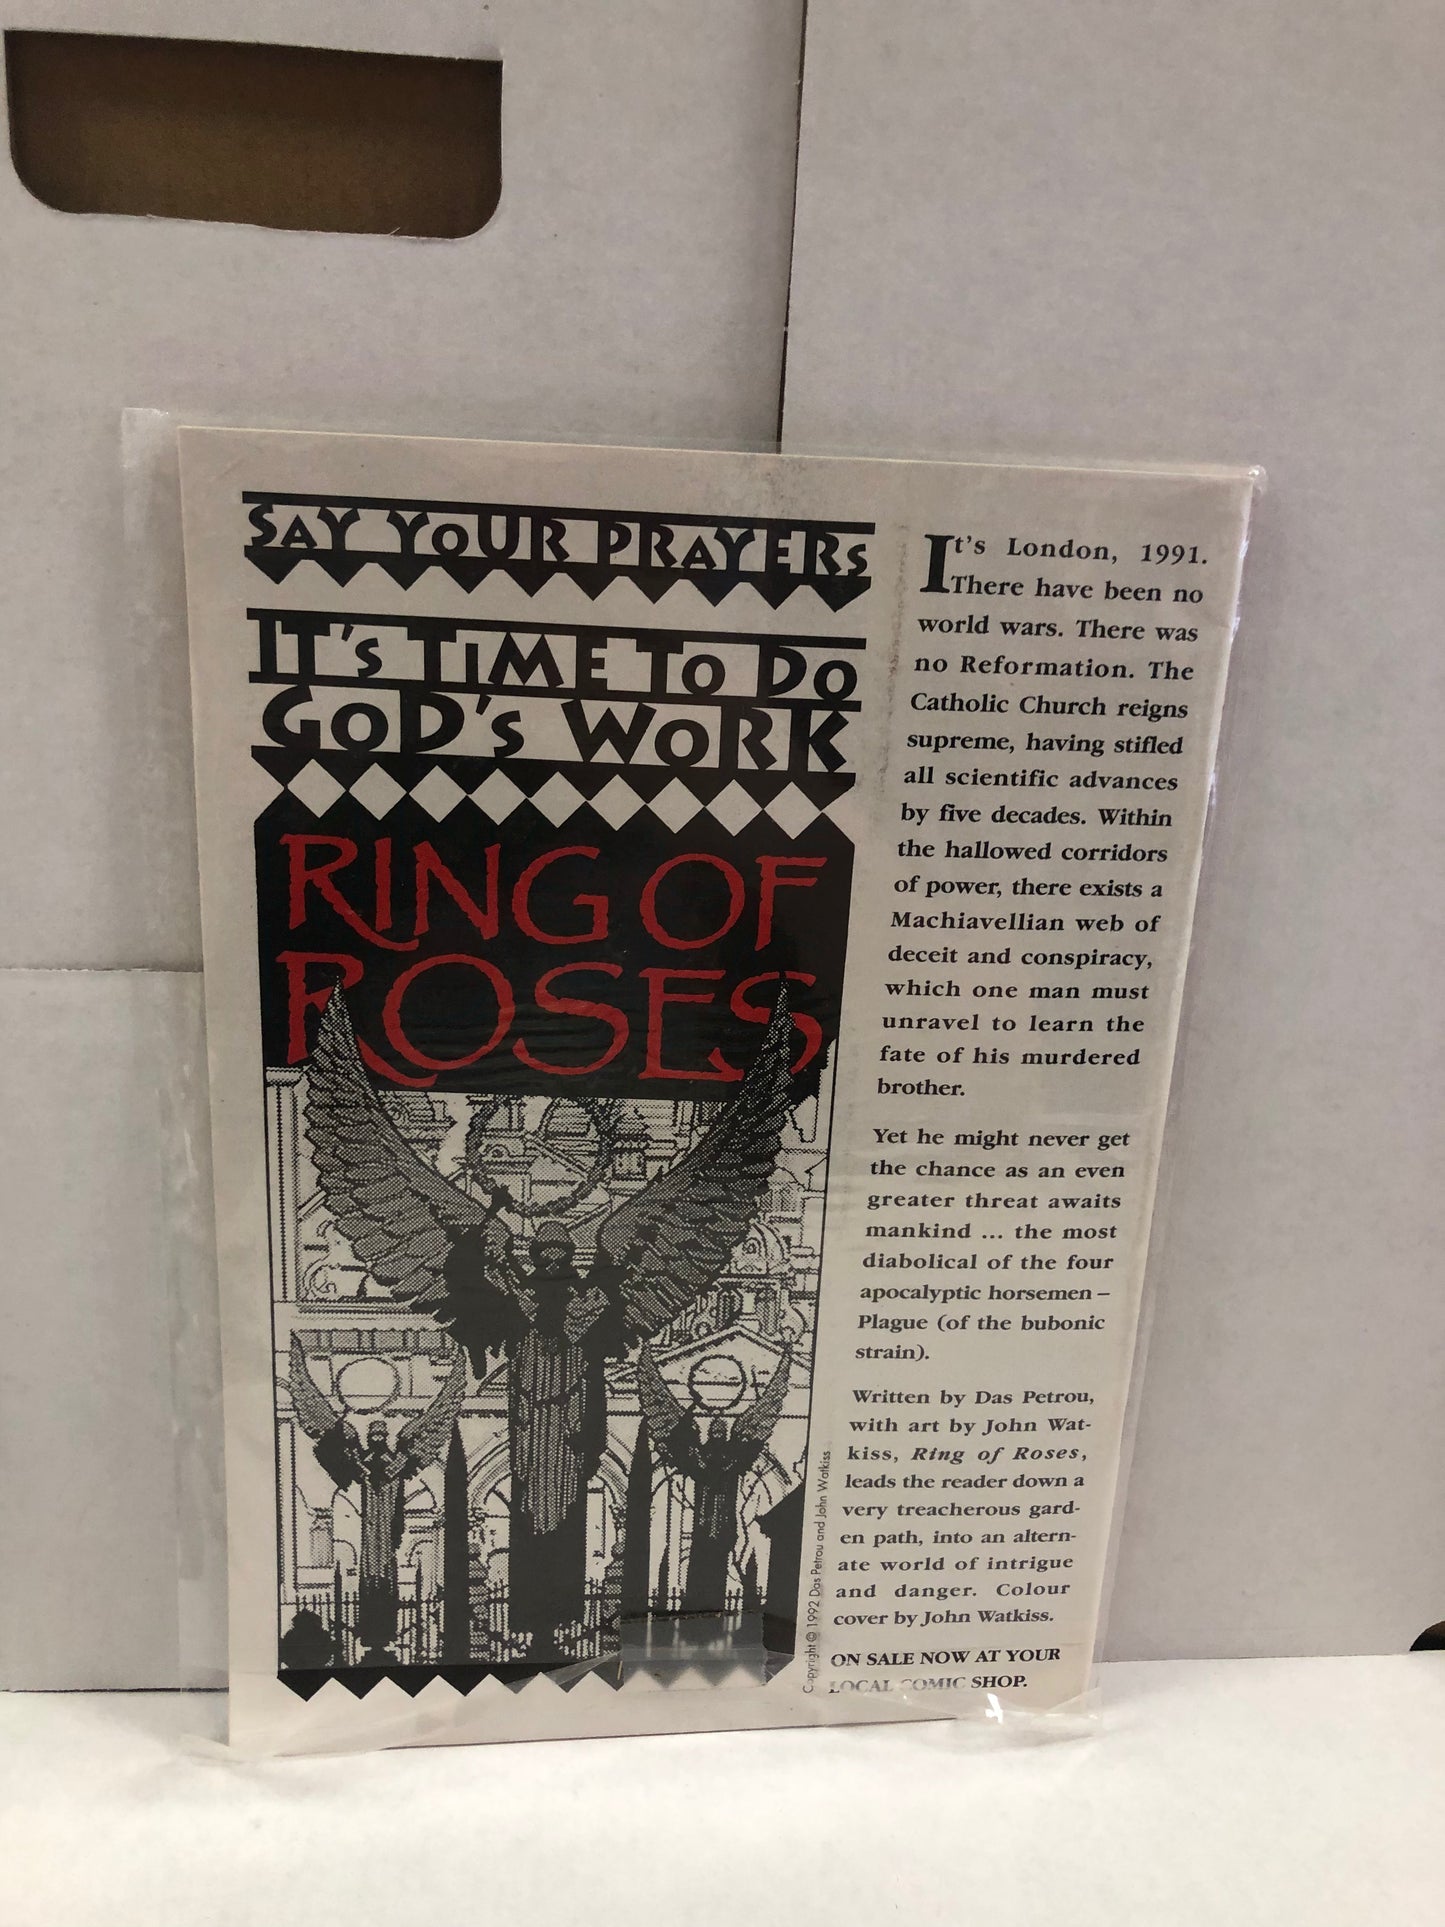 SAY YOUR PRAYERS
IT'S TIME TO DO
GOD'S WORK
RING OF
ROSES
It's London, 1991.
There have been no
world wars. There was
no Reformation. The
Catholic Church reigns
supreme, having stifled
all scientific advances
by five decades. Within
the hallowed corridors
of power, there exists a
Machiavellian web of
deceit and conspiracy,
which one man must
unravel to learn the
fate of his murdered
brother.
Yet he might never get
the chance as an even
greater threat awaits
mankind ... the most
diabolical of the four
apocalyptic horsemen –
Plague (of the bubonic
strain).
Written by Das Petrou,
with art by John Wat-
kiss, Ring of Roses,
leads the reader down a
very treacherous gard-
en path, into an altern-
ate world of intrigue
and danger. Colour
cover by John Watkiss.
ON SALE NOW AT YOUR
LOCAL COMIC SHOP.
Copyright © 1992 Das Petrou and John Watkiss